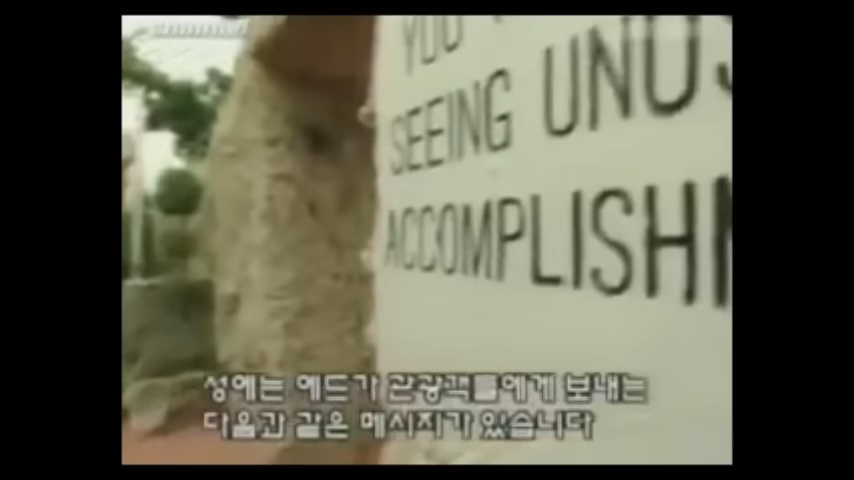 YOU
SEEING UNUS
ACCOMPLISHM
성에는 에드가 관광객들에게 보내는
다음과 같은 메시지가 있습니다